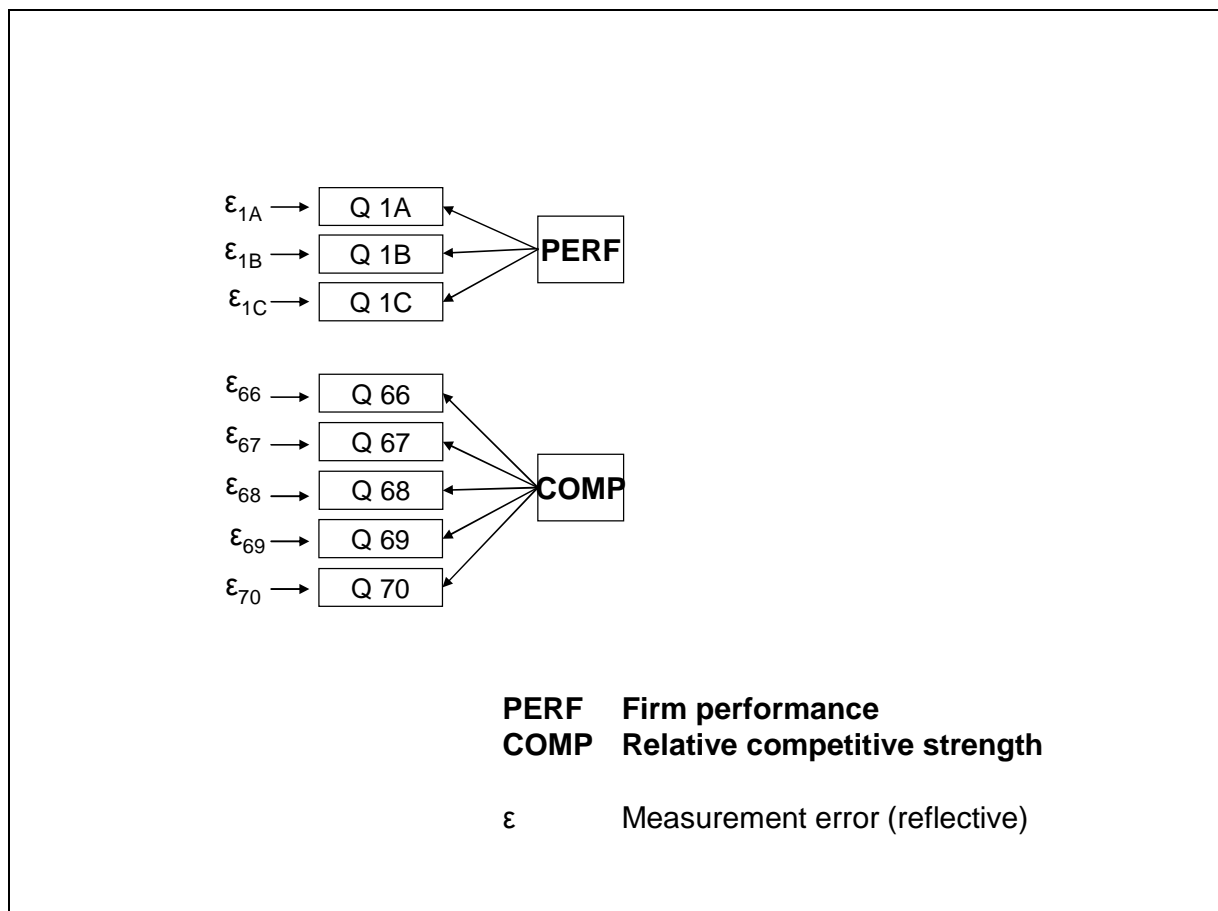 ε1A
Q 1A
ε1B
Q 1B
ε1C
Q 1C
PERF
ε66
Q 66
ε67
Q 67
ε68
Q 68
ε69
Q 69
ε70
Q 70
COMP
PERF Firm performance
COMP Relative competitive strength
ε Measurement error (reflective)